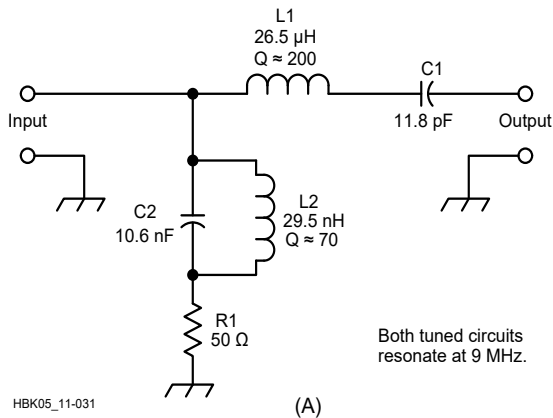 L1
26.5 µH
Q ≈ 200
C1
11.8 pF
Input
Output
C2
10.6 nF
L2
29.5 nH
Q ≈ 70
R1
50 Ω
Both tuned circuits
resonate at 9 MHz.
HBK05_11-031
(A)